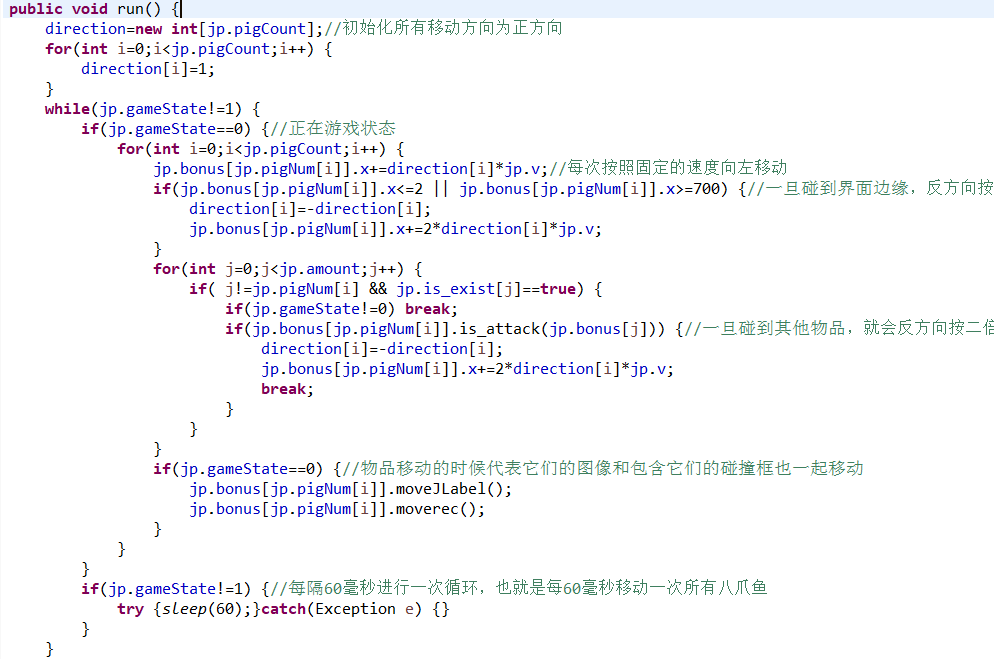 public void run() {
direction=new int[jp.pigCount];//初始化所有移动方向为正方向
for(int i=0;i<jp.pigCount;i++) {
direction[i]=1;
}
while(jp.gameState!=1) {
if(jp.gameState==0) {//正在游戏状态
for(int i=0;i<jp.pigCount;i++) {
jp.bonus[jp.pigNum[i]].x+=direction[i]*jp.v;//每次按照固定的速度向左移动
if(jp.bonus[jp.pigNum[i]].x<=2 || jp.bonus[jp.pigNum[i]].x>=700) {//一旦碰到界面边缘，反方向按
direction[i]=-direction[i];
jp.bonus[jp.pigNum[i]].x+=2*direction[i]*jp.v;
}
for(int j=0;j<jp.amount;j++) {
if( j!=jp.pigNum[i] && jp.is_exist[j]==true) {
if(jp.gameState!=0) break;
if(jp.bonus[jp.pigNum[i]].is_attack(jp.bonus[j])) {//一旦碰到其他物品，就会反方向按二倍
direction[i]=-direction[i];
jp.bonus[jp.pigNum[i]].x+=2*direction[i]*jp.v;
break;
}
}
}
if(jp.gameState==0) {//物品移动的时候代表它们的图像和包含它们的碰撞框也一起移动
jp.bonus[jp.pigNum[i]].moveJLabel();
jp.bonus[jp.pigNum[i]].moverec();
}
}
}
if(jp.gameState!=1) {//每隔60毫秒进行一次循环，也就是每60毫秒移动一次所有八爪鱼
try {sleep(60);}catch(Exception e) {}
}
}